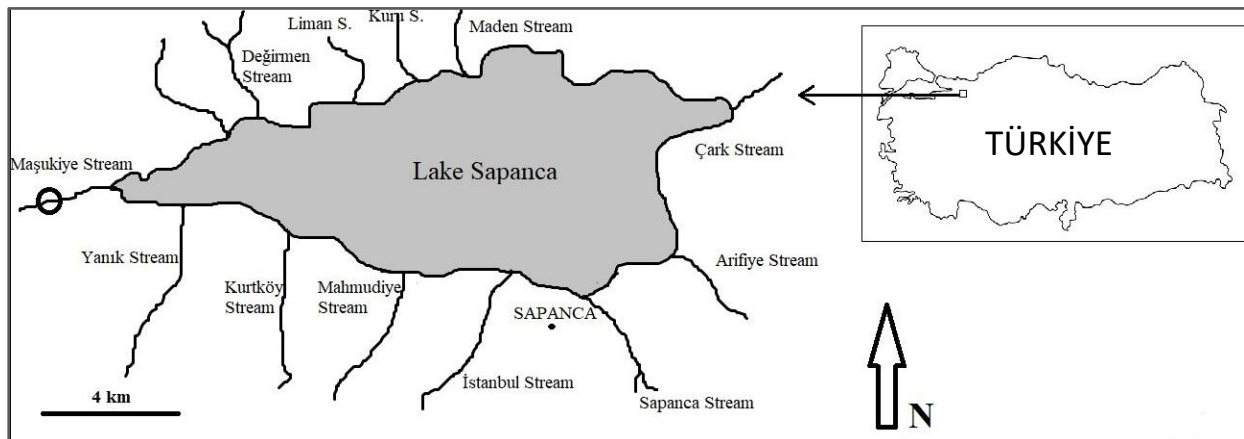 Liman S.
Kuru S.
Maden Stream
Değirmen
Stream
Maşukiye Stream
Lake Sapanca
Çark Stream
TÜRKİYE
Yanık Stream
Kurtköy
Stream
Mahmudiye
Stream
SAPANCA
Arifiye Stream
İstanbul Stream
Sapanca Stream
4 km
N